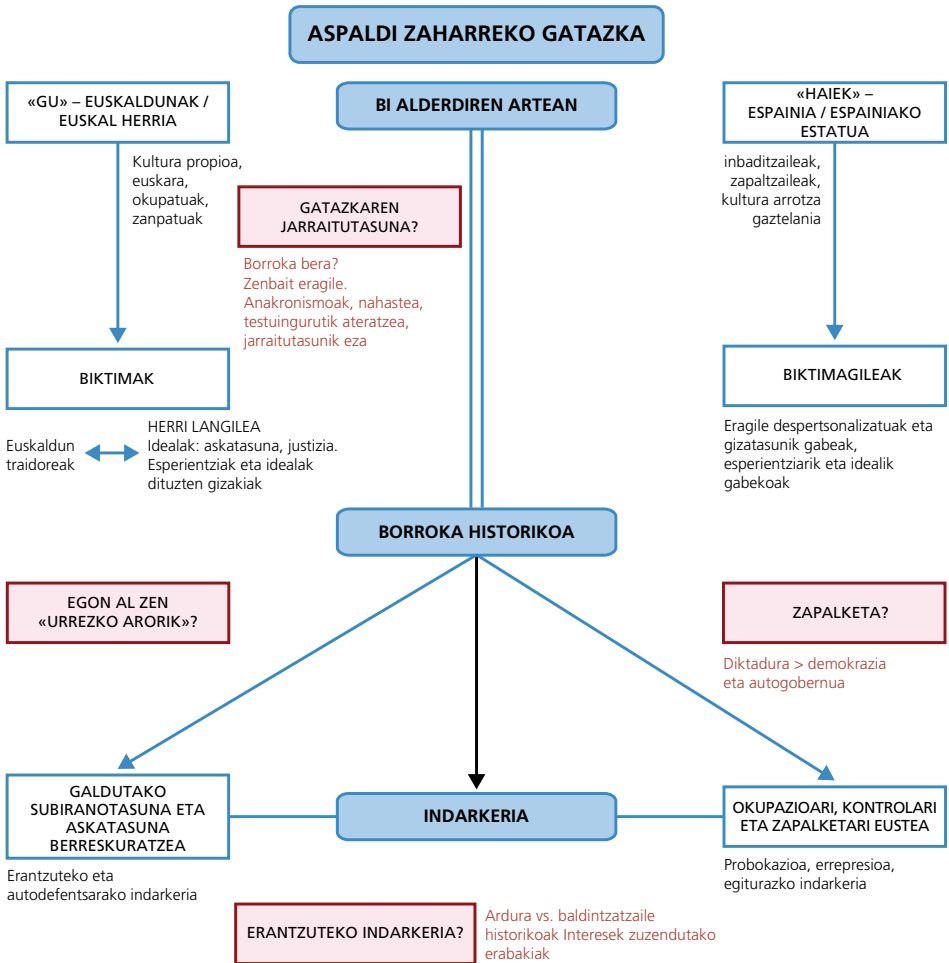 ASPALDI ZAHARREKO GATAZKA
«GU» – EUSKALDUNAK /
EUSKAL HERRIA
BI ALDERDIREN ARTEAN
«HAIEK» –
ESPAINIA / ESPAINIAKO
ESTATUA
Kultura propioa,
euskara,
okupatuak,
zanpatuak
GATAZKAREN
JARRAITUTASUNA?
Borroka bera?
Zenbait eragile.
Anakronismoak, nahastea,
testuingurutik ateratzea,
jarraitutasunik eza
inbaditzaileak,
zapaltzaileak,
kultura arrotza
gaztelania
BIKTIMAK
BIKTIMAGILEAK
Euskaldun
traidoreak
HERRI LANGILEA
Idealak: askatasuna, justizia.
Esperientziak eta idealak
dituzten gizakiak
Eragile despertsonalizatuak eta
gizatasunik gabeak,
esperientziarik eta idealik
gabekoak
BORROKA HISTORIKOA
EGON AL ZEN
«URREZKO ARORIK»?
ZAPALKETA?
Diktadura > demokrazia
eta autogobernua
GALDUTAKO
SUBIRANOTASUNA ETA
ASKATASUNA
BERRESKURATZEA
INDARKERIA
OKUPAZIOARI, KONTROLARI
ETA ZAPALKETARI EUSTEA
Erantzuteko eta
autodefentsarako indarkeria
Probokazioa, errepresioa,
egiturazko indarkeria
ERANTZUTEKO INDARKERIA?
Ardura vs. baldintzatzaile
historikoak Interesek zuzendutako
erabakiak